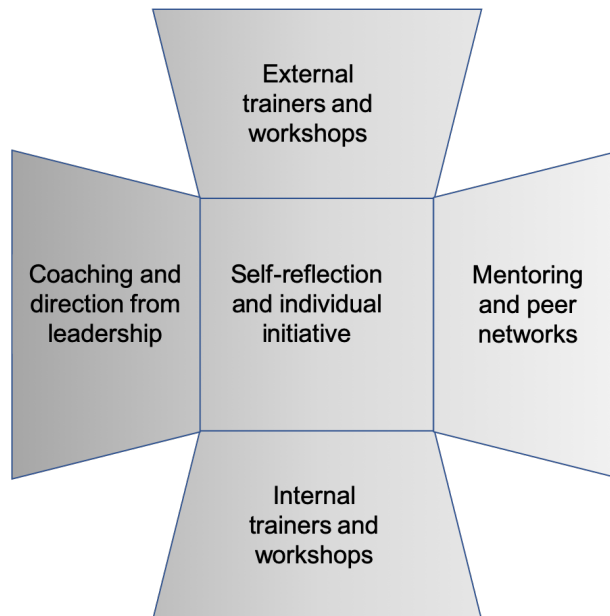 External
trainers and
workshops
Coaching and
direction from
leadership
Self-reflection
and individual
initiative
Mentoring
and peer
networks
Internal
trainers and
workshops